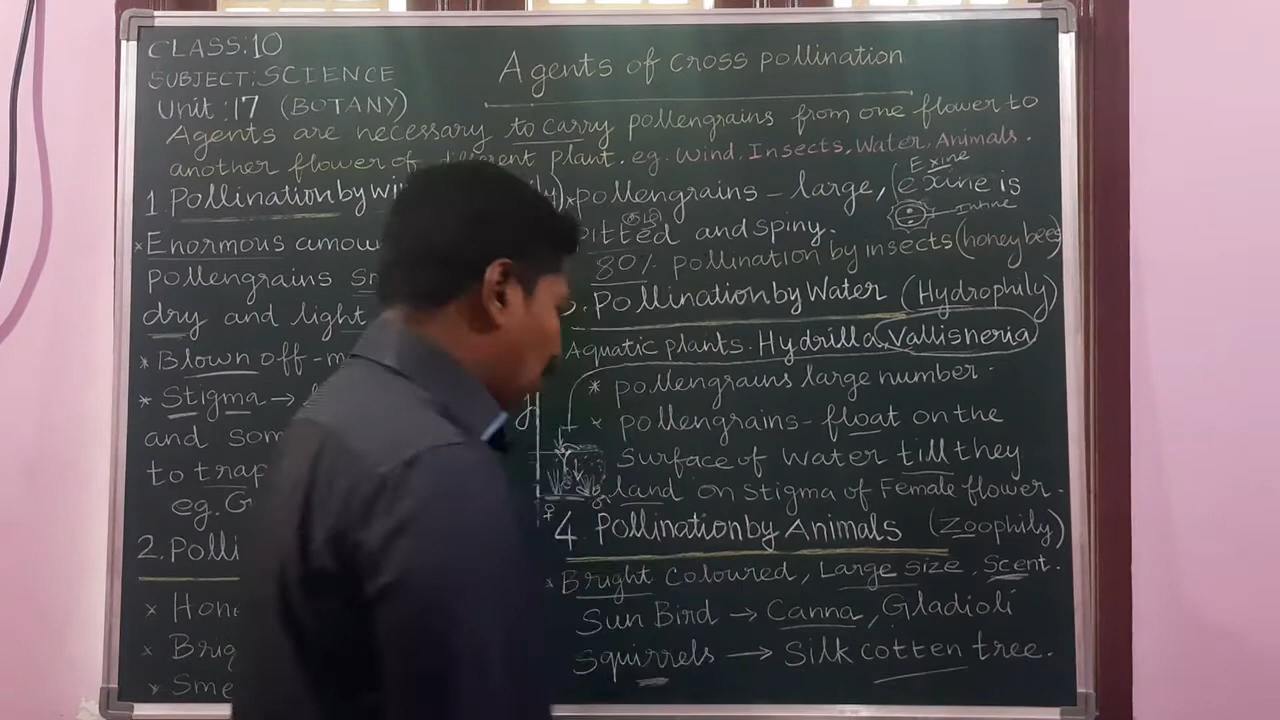 CLASS:10
SUBJECT:SCIENCE
Unit :17 (BOTANY)
Agents of cross pollination
Agents are necessary to carry pollengrains from one flower to
another flower of different plant. eg. Wind, Insects, Water, Animals.
1. Pollination by wi
* Enormous amou
pollengrains sm
dry and light
* Blown off-m
* Stigma →
and som
to trap
eg. G
2. Polli
* Hone
* Brig
* Sme
* pollengrains - large, (exine is
Exine
Intine
pitted and spiny.
குழி
80% pollination by insects (honey bees)
Pollination by Water (Hydrophily)
Aquatic plants. Hydrilla, Vallisneria
* pollengrains large number.
* pollengrains - float on the
surface of water till they
land on stigma of Female flower.
♀ ♂
4. Pollination by Animals (Zoophily)
* Bright coloured, Large size, Scent.
Sun Bird → Canna, Gladioli
Squirrels → Silk cotten tree.